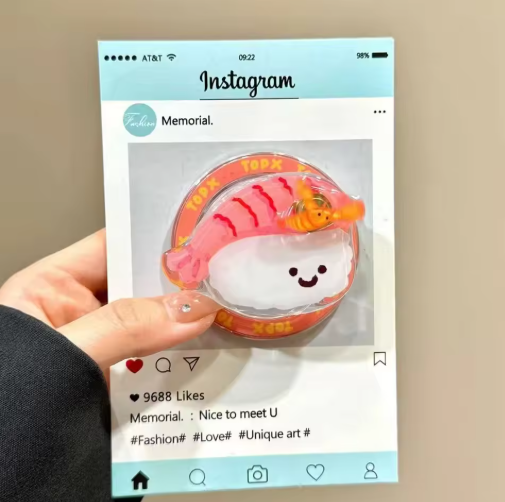 AT&T 09:22 98%
Instagram
Fashion
Memorial.
TOPX
TOPX
TOPX
9688 Likes
Memorial. : Nice to meet U
#Fashion# #Love# #Unique art #